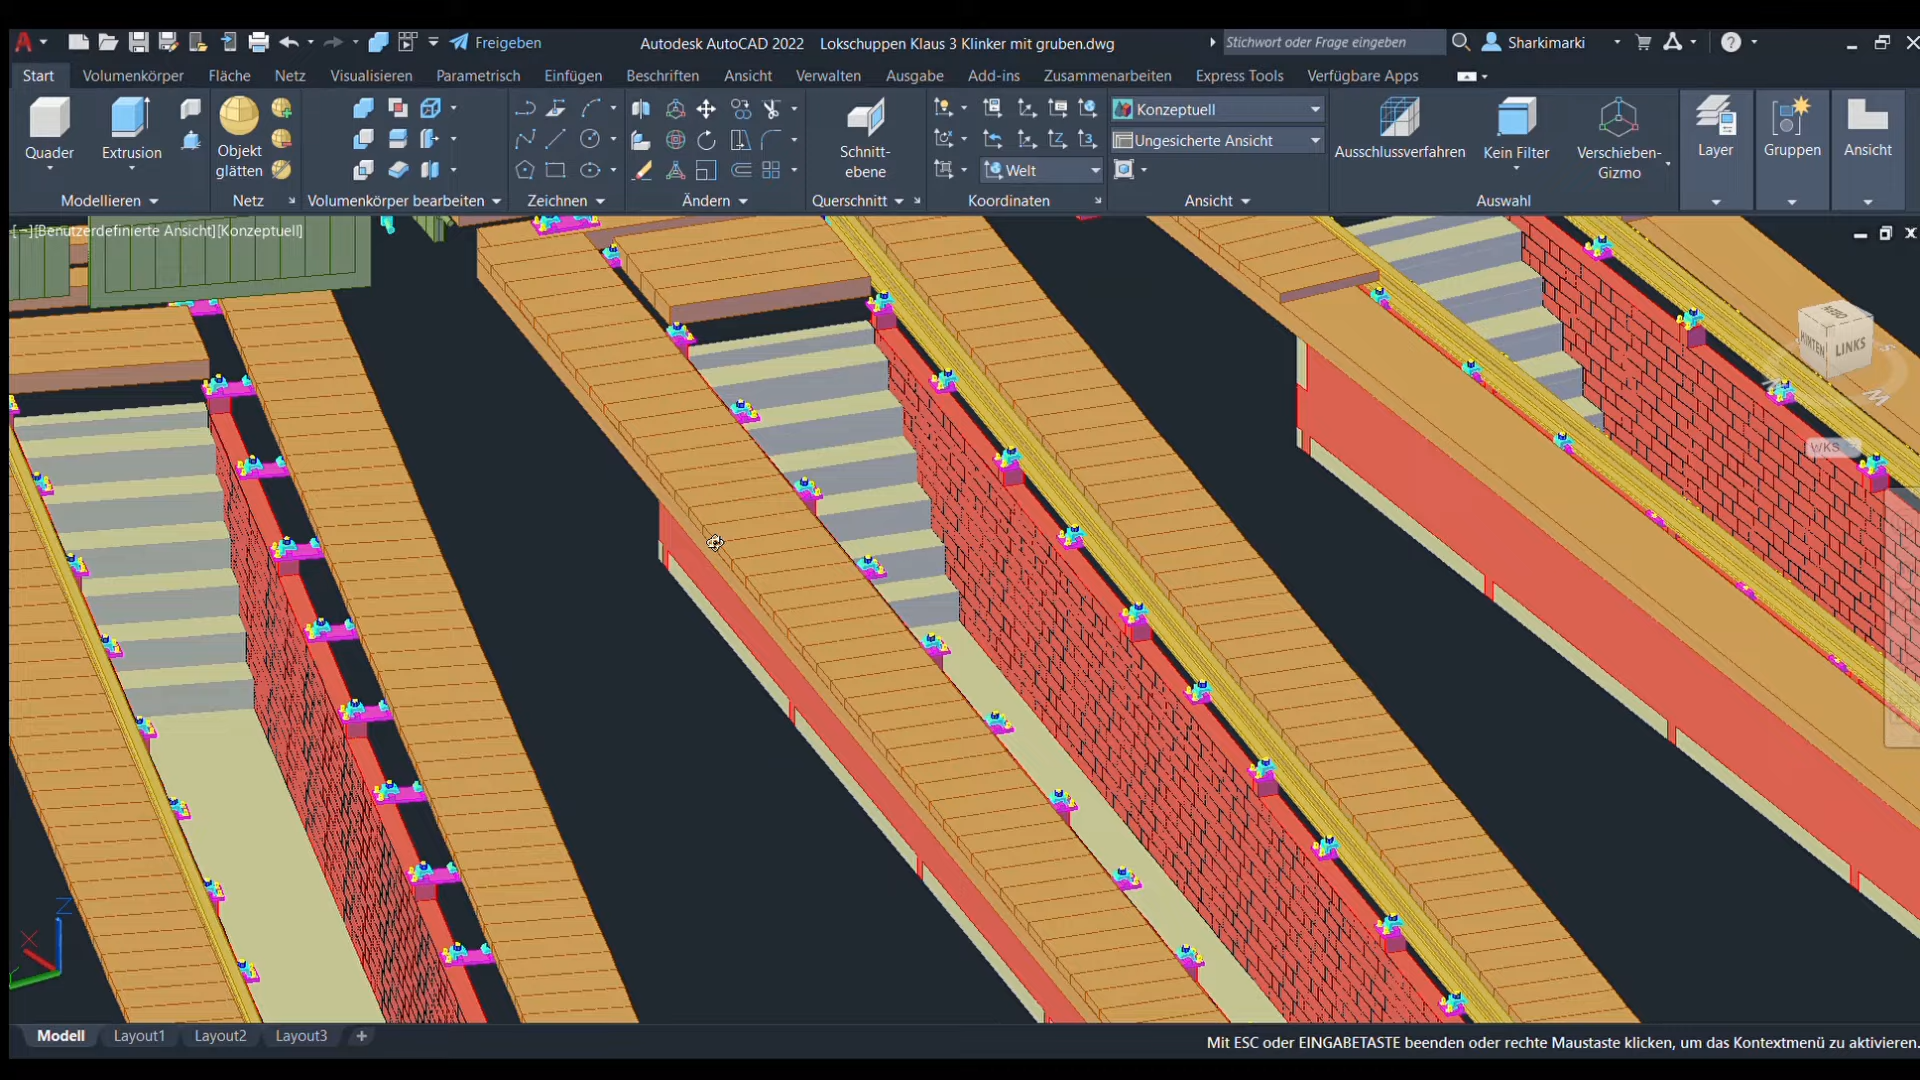 Freigeben Autodesk AutoCAD 2022 Lokschuppen Klaus 3 Klinker mit gruben.dwg Stichwort oder Frage eingeben Sharkimarki
Start Volumenkörper Fläche Netz Visualisieren Parametrisch Einfügen Beschriften Ansicht Verwalten Ausgabe Add-ins Zusammenarbeiten Express Tools Verfügbare Apps
Konzeptuell
Ungesicherte Ansicht
Welt
Quader
Extrusion
Objekt
glätten
Schnitt-
ebene
Ausschlussverfahren
Kein Filter
Verschieben-
Gizmo
Layer
Gruppen
Ansicht
Modellieren Netz Volumenkörper bearbeiten Zeichnen Ändern Querschnitt Koordinaten Ansicht Auswahl
[−][Benutzerdefinierte Ansicht][Konzeptuell]
HINTEN LINKS
WKS
Z
X
Modell Layout1 Layout2 Layout3 +
Mit ESC oder EINGABETASTE beenden oder rechte Maustaste klicken, um das Kontextmenü zu aktivieren.